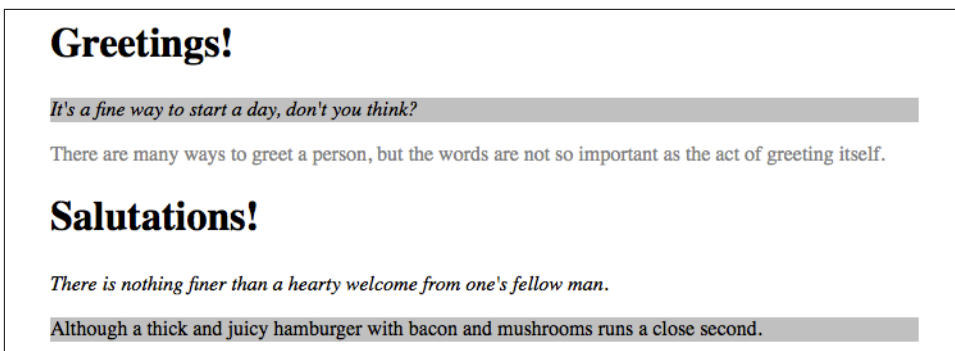 Greetings!
It's a fine way to start a day, don't you think?
There are many ways to greet a person, but the words are not so important as the act of greeting itself.
Salutations!
There is nothing finer than a hearty welcome from one's fellow man.
Although a thick and juicy hamburger with bacon and mushrooms runs a close second.